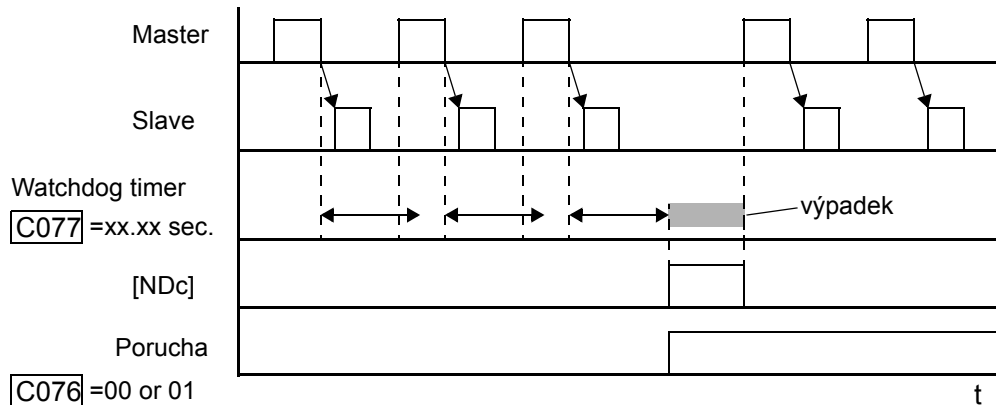 Master
Slave
Watchdog timer
C077 =xx.xx sec.
výpadek
[NDc]
Porucha
C076 =00 or 01
t